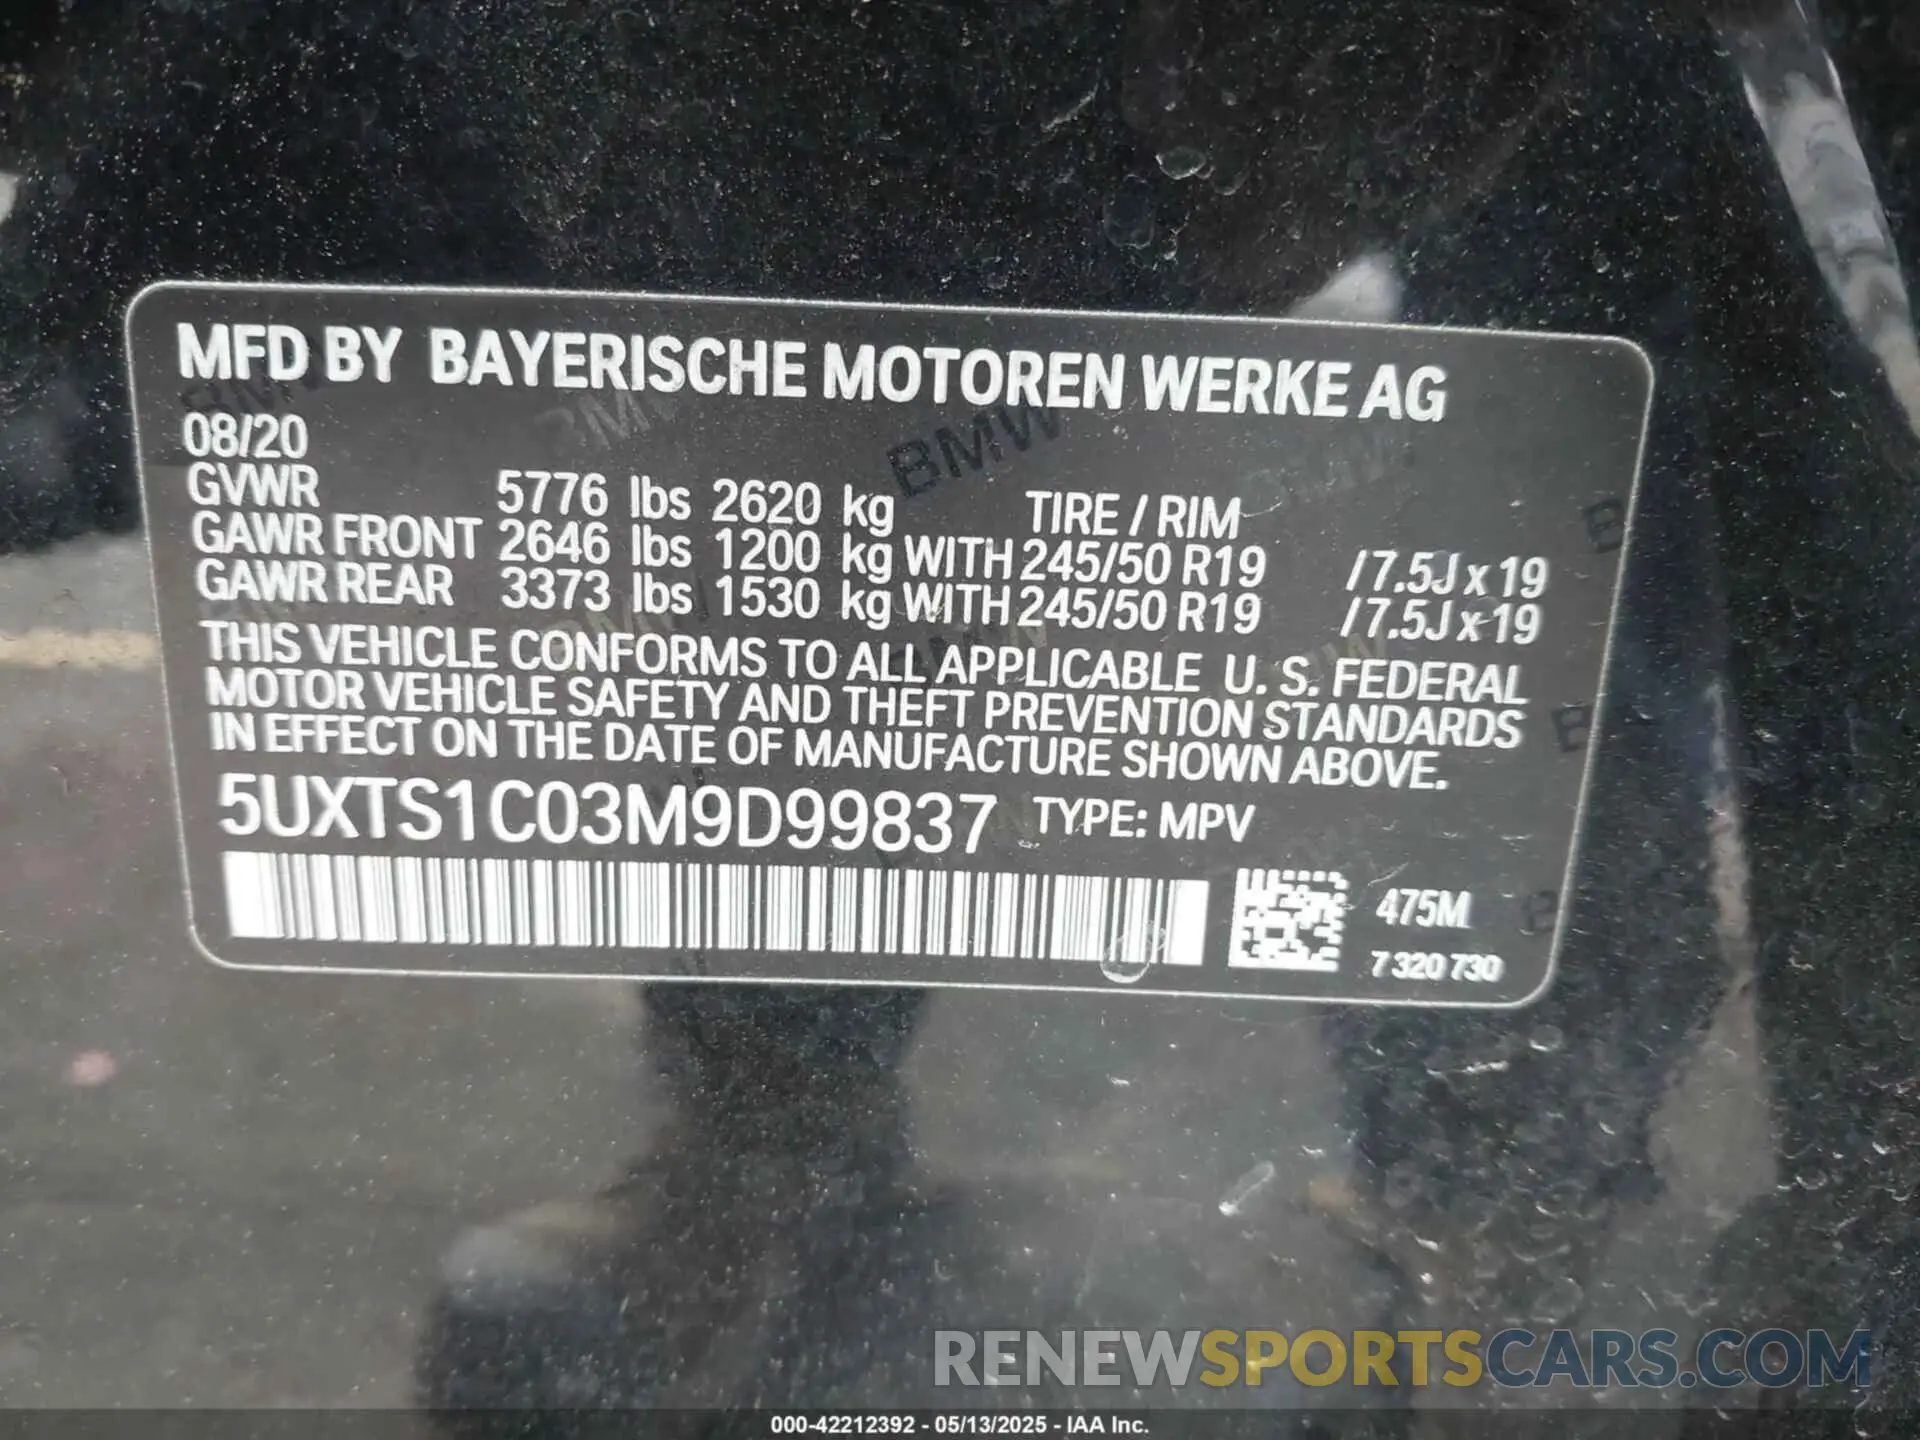 MFD BY BAYERISCHE MOTOREN WERKE AG
08/20
GVWR 5776 lbs 2620 kg TIRE / RIM
GAWR FRONT 2646 lbs 1200 kg WITH 245/50 R19 /7.5J x 19
GAWR REAR 3373 lbs 1530 kg WITH 245/50 R19 /7.5J x 19
THIS VEHICLE CONFORMS TO ALL APPLICABLE U. S. FEDERAL
MOTOR VEHICLE SAFETY AND THEFT PREVENTION STANDARDS
IN EFFECT ON THE DATE OF MANUFACTURE SHOWN ABOVE.
5UXTS1C03M9D99837 TYPE: MPV
475M
7 320 730
BMW
RENEWSPORTSCARS.COM
000-42212392 - 05/13/2025 - IAA Inc.